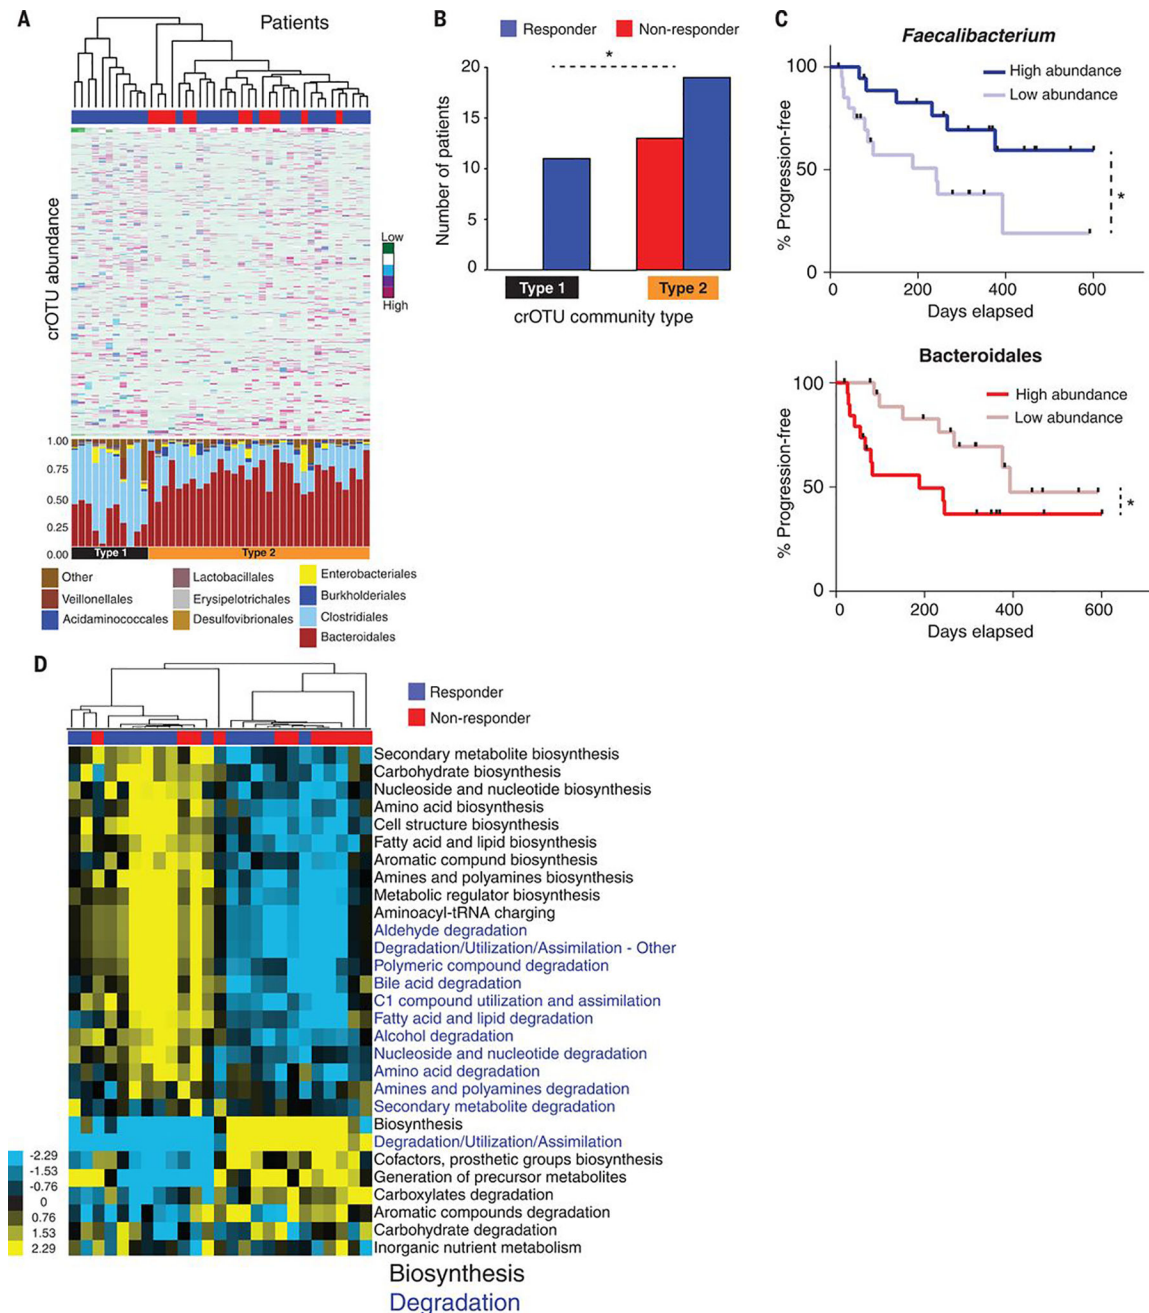 A
Patients
crOTU abundance
Low
High
1.00
0.75
0.50
0.25
0.00
Type 1
Type 2
Other
Veillonellales
Acidaminococcales
Lactobacillales
Erysipelotrichales
Desulfovibrionales
Enterobacteriales
Burkholderiales
Clostridiales
Bacteroidales
B
Responder
Non-responder
*
Number of patients
20
15
10
5
0
Type 1
Type 2
crOTU community type
C
Faecalibacterium
High abundance
Low abundance
% Progression-free
100
50
0
*
0 200 400 600
Days elapsed
Bacteroidales
High abundance
Low abundance
% Progression-free
100
50
0
*
0 200 400 600
Days elapsed
D
Responder
Non-responder
Secondary metabolite biosynthesis
Carbohydrate biosynthesis
Nucleoside and nucleotide biosynthesis
Amino acid biosynthesis
Cell structure biosynthesis
Fatty acid and lipid biosynthesis
Aromatic compund biosynthesis
Amines and polyamines biosynthesis
Metabolic regulator biosynthesis
Aminoacyl-tRNA charging
Aldehyde degradation
Degradation/Utilization/Assimilation - Other
Polymeric compound degradation
Bile acid degradation
C1 compound utilization and assimilation
Fatty acid and lipid degradation
Alcohol degradation
Nucleoside and nucleotide degradation
Amino acid degradation
Amines and polyamines degradation
Secondary metabolite degradation
Biosynthesis
Degradation/Utilization/Assimilation
Cofactors, prosthetic groups biosynthesis
Generation of precursor metabolites
Carboxylates degradation
Aromatic compounds degradation
Carbohydrate degradation
Inorganic nutrient metabolism
-2.29
-1.53
-0.76
0
0.76
1.53
2.29
Biosynthesis
Degradation